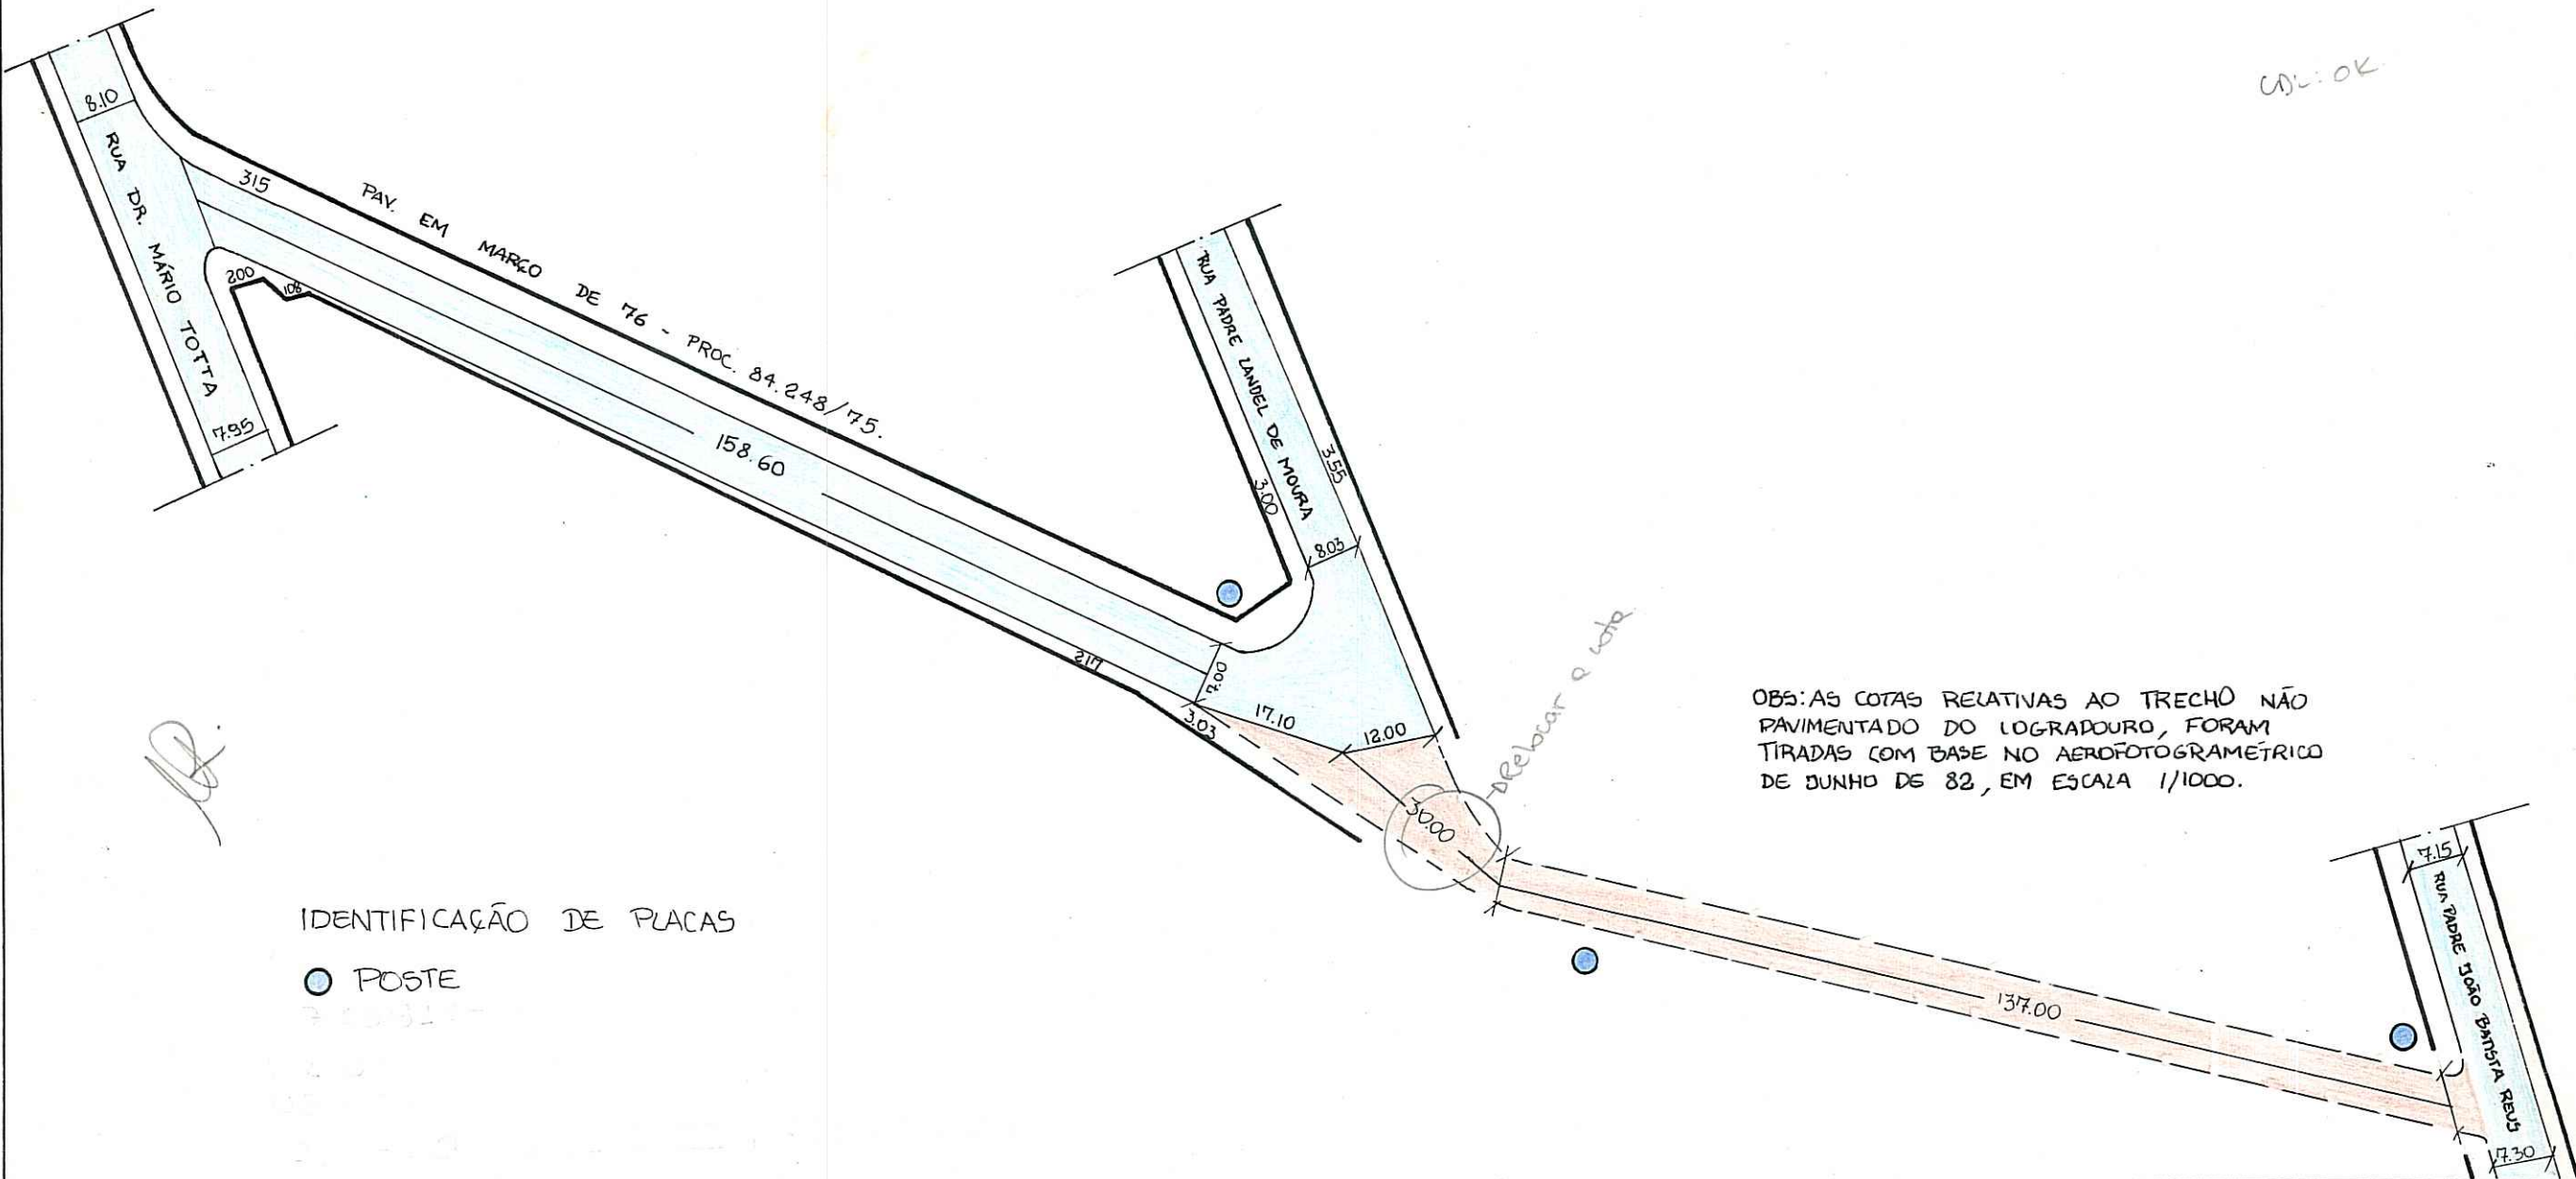 CDL: OK
8.10
RUA DR. MÁRIO TOTTA
7.95
315
PAV. EM MARÇO DE 76 - PROC. 84.248/75.
200
108
158.60
RUA PADRE LANDEL DE MOURA
3.55
3.00
8.03
217
7.00
3.03
17.10
12.00
Relocar a cota
30.00
OBS: AS COTAS RELATIVAS AO TRECHO NÃO
PAVIMENTADO DO LOGRADOURO, FORAM
TIRADAS COM BASE NO AEROFOTOGRAMÉTRICO
DE JUNHO DE 82, EM ESCALA 1/1000.
IDENTIFICAÇÃO DE PLACAS
POSTE
137.00
7.15
RUA PADRE JOÃO BATISTA REUS
7.30